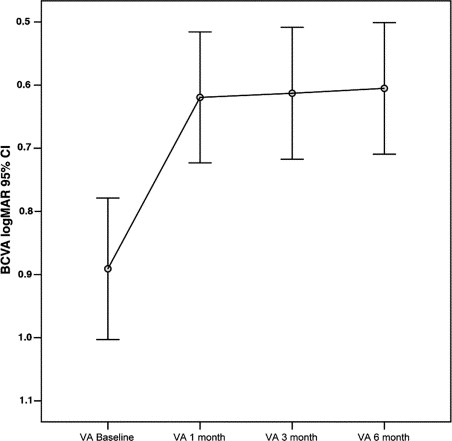 BCVA logMAR 95% CI
0.5
0.6
0.7
0.8
0.9
1.0
1.1
VA Baseline
VA 1 month
VA 3 month
VA 6 month